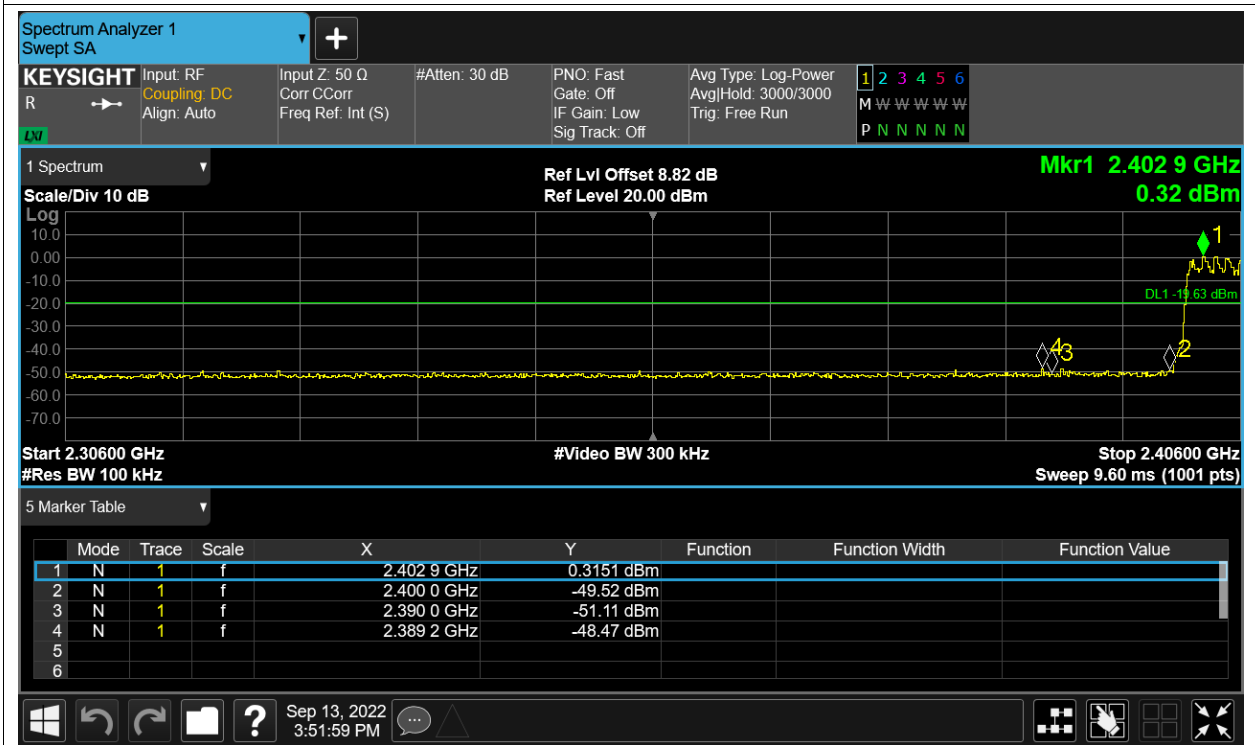 Spectrum Analyzer 1
Swept SA
KEYSIGHT Input: RF Input Z: 50 Ω #Atten: 30 dB PNO: Fast Avg Type: Log-Power 1 2 3 4 5 6
R Coupling: DC Corr CCorr Gate: Off Avg|Hold: 3000/3000 M W W W W W
Align: Auto Freq Ref: Int (S) IF Gain: Low Trig: Free Run
LXI Sig Track: Off P N N N N N
1 Spectrum Ref Lvl Offset 8.82 dB Mkr1 2.402 9 GHz
Scale/Div 10 dB Ref Level 20.00 dBm 0.32 dBm
Log
10.0 1
0.00
-10.0
DL1 -19.63 dBm
-20.0
-30.0
-40.0 4 3 2
-50.0
-60.0
-70.0
Start 2.30600 GHz #Video BW 300 kHz Stop 2.40600 GHz
#Res BW 100 kHz Sweep 9.60 ms (1001 pts)
5 Marker Table
Mode Trace Scale X Y Function Function Width Function Value
1 N 1 f 2.402 9 GHz 0.3151 dBm
2 N 1 f 2.400 0 GHz -49.52 dBm
3 N 1 f 2.390 0 GHz -51.11 dBm
4 N 1 f 2.389 2 GHz -48.47 dBm
5
6
? Sep 13, 2022
3:51:59 PM